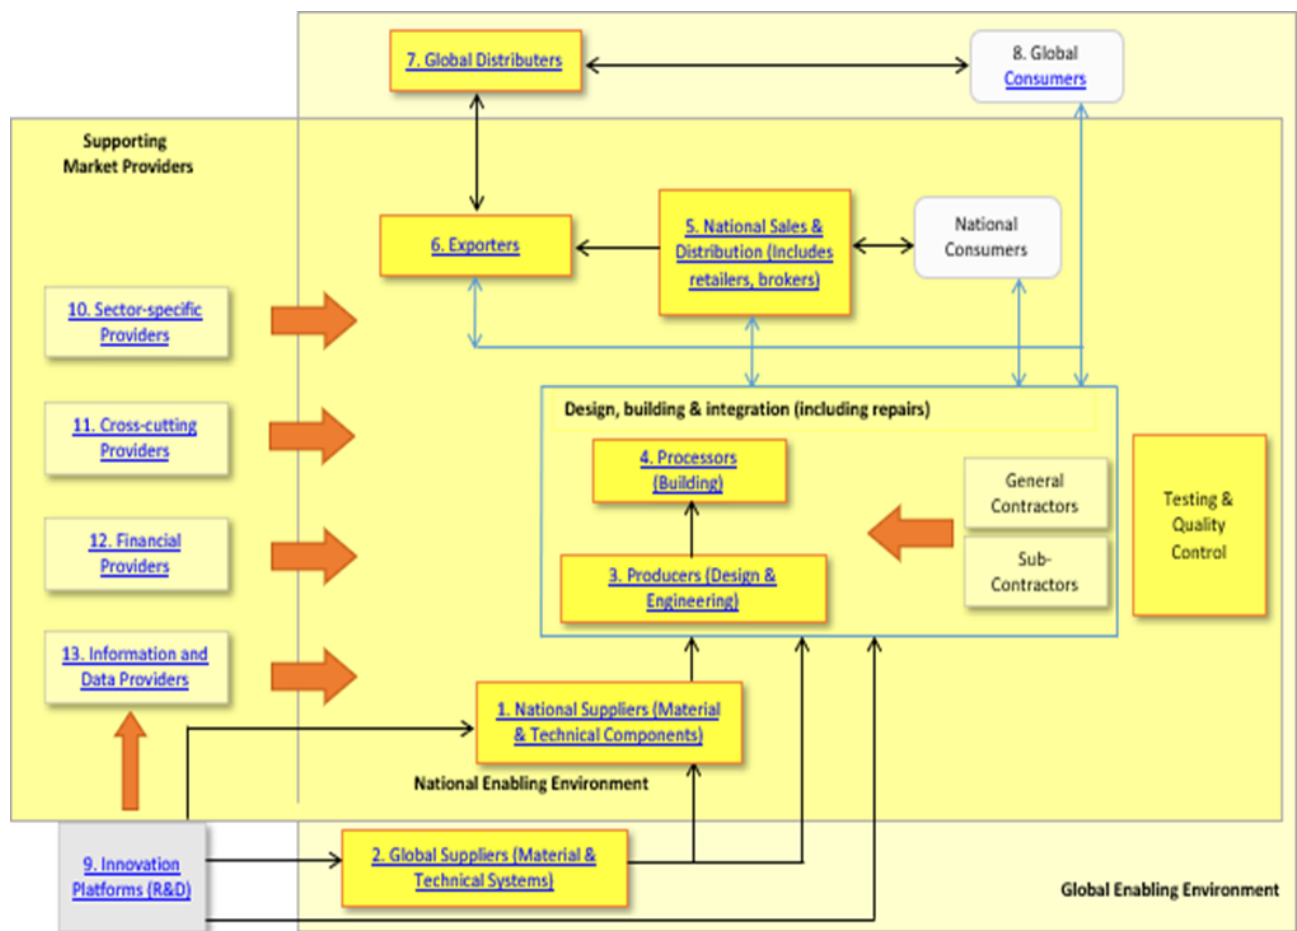 7. Global Distributers
8. Global
Consumers
Supporting
Market Providers
5. National Sales &
Distribution (Includes
retailers, brokers)
National
Consumers
6. Exporters
10. Sector-specific
Providers
11. Cross-cutting
Providers
12. Financial
Providers
13. Information and
Data Providers
Design, building & integration (including repairs)
4. Processors
(Building)
3. Producers (Design &
Engineering)
General
Contractors
Sub-
Contractors
Testing &
Quality
Control
1. National Suppliers (Material
& Technical Components)
National Enabling Environment
9. Innovation
Platforms (R&D)
2. Global Suppliers (Material &
Technical Systems)
Global Enabling Environment